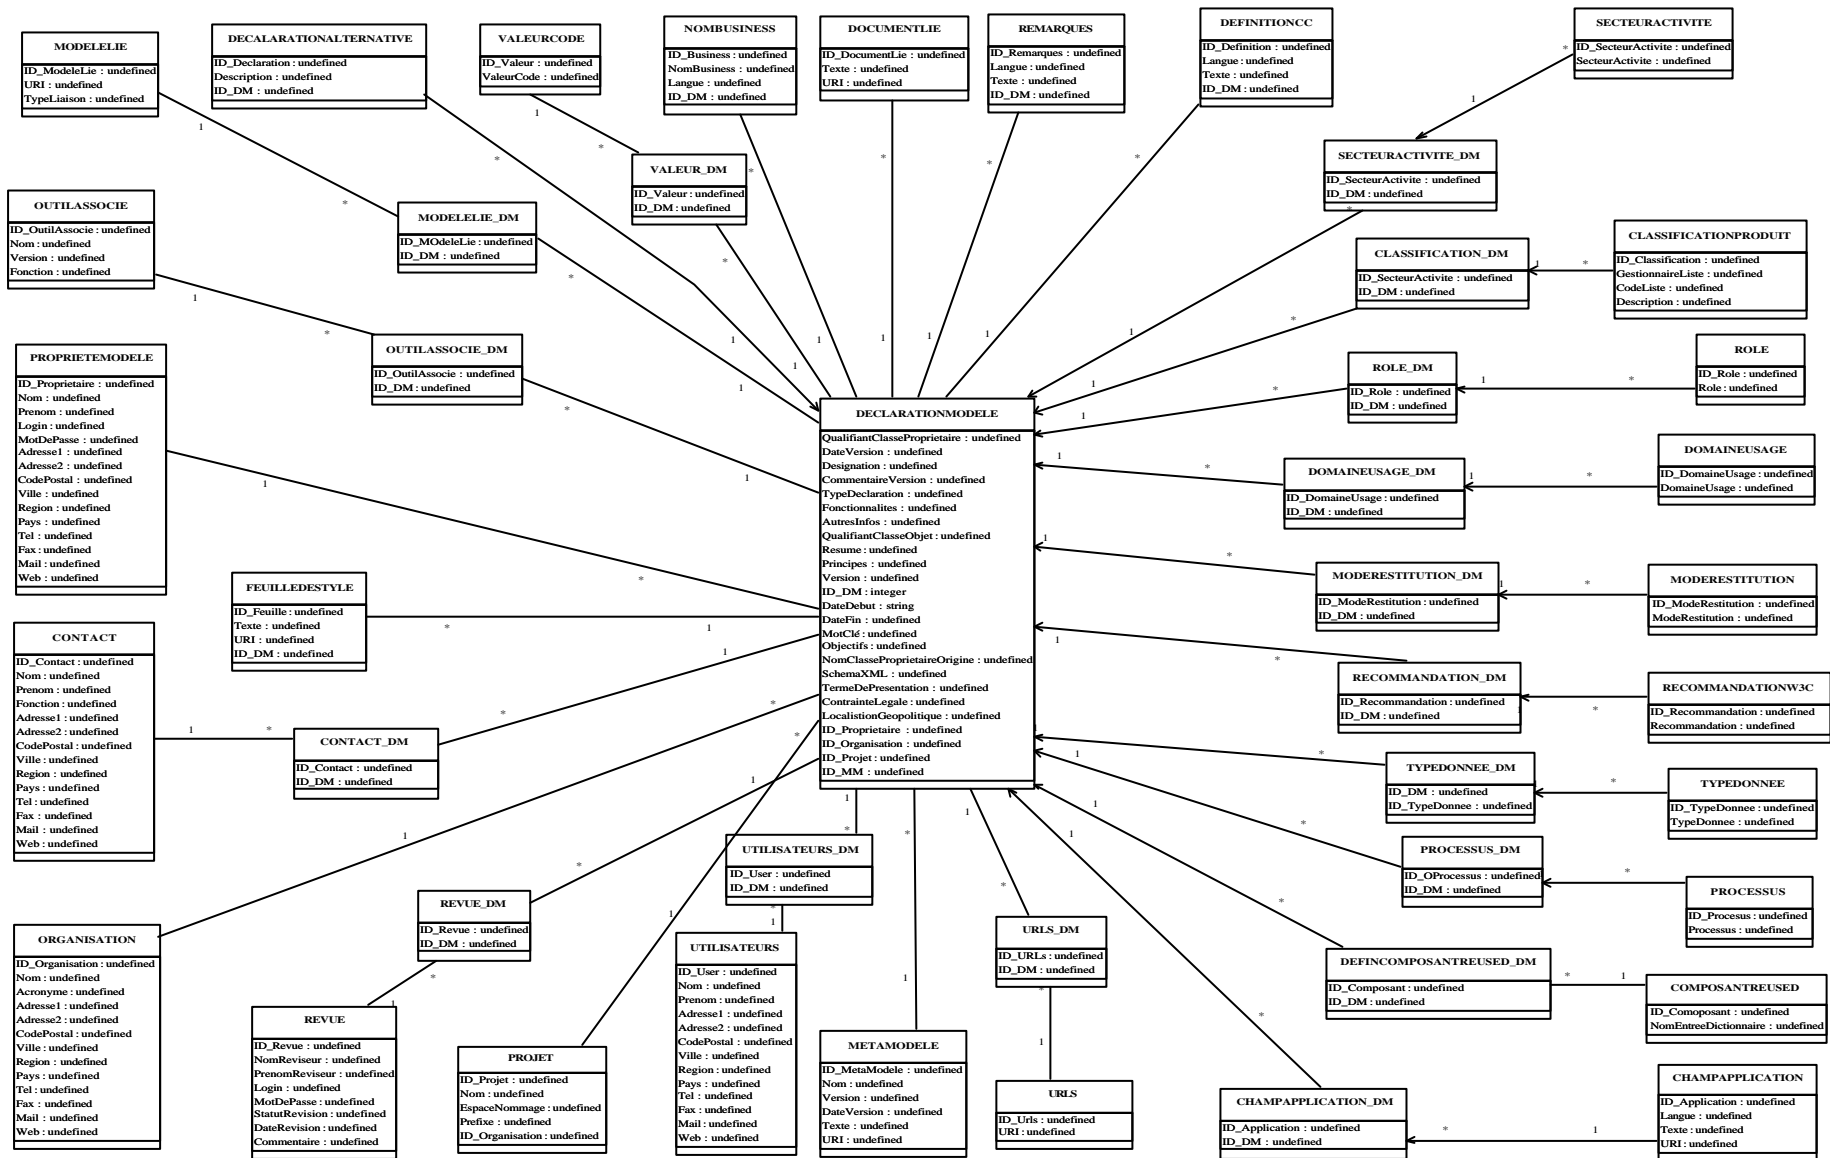 MODELELIE
ID_ModeleLie : undefined
URI : undefined
TypeLiaison : undefined
DECALARATIONALTERNATIVE
ID_Declaration : undefined
Description : undefined
ID_DM : undefined
VALEURCODE
ID_Valeur : undefined
ValeurCode : undefined
NOMBUSINESS
ID_Business : undefined
NomBusiness : undefined
Langue : undefined
ID_DM : undefined
DOCUMENTLIE
ID_DocumentLie : undefined
Texte : undefined
URI : undefined
REMARQUES
ID_Remarques : undefined
Langue : undefined
Texte : undefined
ID_DM : undefined
DEFINITIONCC
ID_Definition : undefined
Langue : undefined
Texte : undefined
ID_DM : undefined
SECTEURACTIVITE
ID_SecteurActivite : undefined
SecteurActivite : undefined
VALEUR_DM
ID_Valeur : undefined
ID_DM : undefined
SECTEURACTIVITE_DM
ID_SecteurActivite : undefined
ID_DM : undefined
OUTILASSOCIE
ID_OutilAssocie : undefined
Nom : undefined
Version : undefined
Fonction : undefined
MODELELIE_DM
ID_MOdeleLie : undefined
ID_DM : undefined
CLASSIFICATION_DM
ID_SecteurActivite : undefined
ID_DM : undefined
CLASSIFICATIONPRODUIT
ID_Classification : undefined
GestionnaireListe : undefined
CodeListe : undefined
Description : undefined
PROPRIETEMODELE
ID_Proprietaire : undefined
Nom : undefined
Prenom : undefined
Login : undefined
MotDePasse : undefined
Adresse1 : undefined
Adresse2 : undefined
CodePostal : undefined
Ville : undefined
Region : undefined
Pays : undefined
Tel : undefined
Fax : undefined
Mail : undefined
Web : undefined
OUTILASSOCIE_DM
ID_OutilAssocie : undefined
ID_DM : undefined
ROLE_DM
ID_Role : undefined
ID_DM : undefined
ROLE
ID_Role : undefined
Role : undefined
DECLARATIONMODELE
QualifiantClasseProprietaire : undefined
DateVersion : undefined
Designation : undefined
CommentaireVersion : undefined
TypeDeclaration : undefined
Fonctionnalites : undefined
AutresInfos : undefined
QualifiantClasseObjet : undefined
Resume : undefined
Principes : undefined
Version : undefined
ID_DM : integer
DateDebut : string
DateFin : undefined
MotClé : undefined
Objectifs : undefined
NomClasseProprietaireOrigine : undefined
SchemaXML : undefined
TermeDePresentation : undefined
ContrainteLegale : undefined
LocalistionGeopolitique : undefined
ID_Proprietaire : undefined
ID_Organisation : undefined
ID_Projet : undefined
ID_MM : undefined
DOMAINEUSAGE_DM
ID_DomaineUsage : undefined
ID_DM : undefined
DOMAINEUSAGE
ID_DomaineUsage : undefined
DomaineUsage : undefined
FEUILLEDESTYLE
ID_Feuille : undefined
Texte : undefined
URI : undefined
ID_DM : undefined
MODERESTITUTION_DM
ID_ModeRestitution : undefined
ID_DM : undefined
MODERESTITUTION
ID_ModeRestitution : undefined
ModeRestitution : undefined
CONTACT
ID_Contact : undefined
Nom : undefined
Prenom : undefined
Fonction : undefined
Adresse1 : undefined
Adresse2 : undefined
CodePostal : undefined
Ville : undefined
Region : undefined
Pays : undefined
Tel : undefined
Fax : undefined
Mail : undefined
Web : undefined
CONTACT_DM
ID_Contact : undefined
ID_DM : undefined
RECOMMANDATION_DM
ID_Recommandation : undefined
ID_DM : undefined
RECOMMANDATIONW3C
ID_Recommandation : undefined
Recommandation : undefined
TYPEDONNEE_DM
ID_DM : undefined
ID_TypeDonnee : undefined
TYPEDONNEE
ID_TypeDonnee : undefined
TypeDonnee : undefined
UTILISATEURS_DM
ID_User : undefined
ID_DM : undefined
PROCESSUS_DM
ID_OProcessus : undefined
ID_DM : undefined
PROCESSUS
ID_Procesus : undefined
Processus : undefined
REVUE_DM
ID_Revue : undefined
ID_DM : undefined
ORGANISATION
ID_Organisation : undefined
Nom : undefined
Acronyme : undefined
Adresse1 : undefined
Adresse2 : undefined
CodePostal : undefined
Ville : undefined
Region : undefined
Pays : undefined
Tel : undefined
Fax : undefined
Mail : undefined
Web : undefined
UTILISATEURS
ID_User : undefined
Nom : undefined
Prenom : undefined
Adresse1 : undefined
Adresse2 : undefined
CodePostal : undefined
Ville : undefined
Region : undefined
Pays : undefined
Tel : undefined
Fax : undefined
Mail : undefined
Web : undefined
URLS_DM
ID_URLs : undefined
ID_DM : undefined
DEFINCOMPOSANTREUSED_DM
ID_Composant : undefined
ID_DM : undefined
COMPOSANTREUSED
ID_Comoposant : undefined
NomEntreeDictionnaire : undefined
REVUE
ID_Revue : undefined
NomReviseur : undefined
PrenomReviseur : undefined
Login : undefined
MotDePasse : undefined
StatutRevision : undefined
DateRevision : undefined
Commentaire : undefined
PROJET
ID_Projet : undefined
Nom : undefined
EspaceNommage : undefined
Prefixe : undefined
ID_Organisation : undefined
METAMODELE
ID_MetaModele : undefined
Nom : undefined
Version : undefined
DateVersion : undefined
Texte : undefined
URI : undefined
URLS
ID_Urls : undefined
URI : undefined
CHAMPAPPLICATION_DM
ID_Application : undefined
ID_DM : undefined
CHAMPAPPLICATION
ID_Application : undefined
Langue : undefined
Texte : undefined
URI : undefined